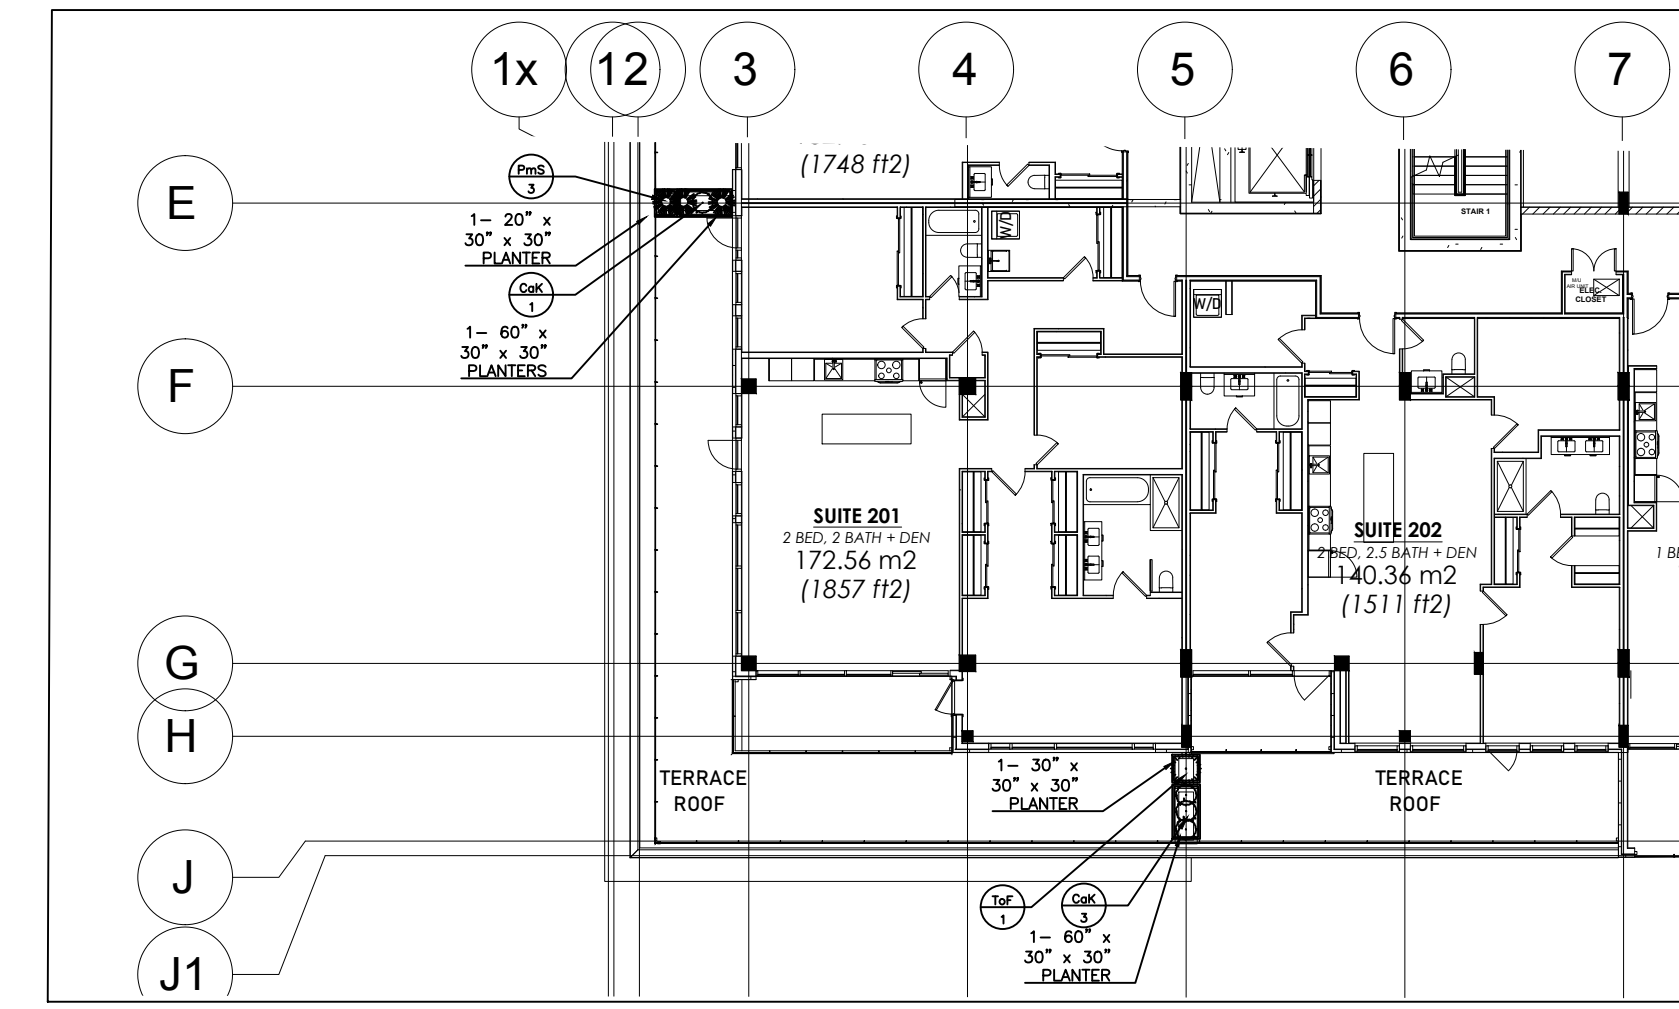 1x
1
2
3
4
5
6
7
E
F
G
H
J
J1
(1748 ft2)
PmS
3
1– 20" x
30" x 30"
PLANTER
CaK
1
1– 60" x
30" x 30"
PLANTERS
W/D
STAIR 1
W/D
M/U
AIR UNIT
ELEC.
CLOSET
SUITE 201
2 BED, 2 BATH + DEN
172.56 m2
(1857 ft2)
SUITE 202
2 BED, 2.5 BATH + DEN
140.36 m2
(1511 ft2)
1 B
TERRACE
ROOF
1– 30" x
30" x 30"
PLANTER
TERRACE
ROOF
ToF
1
CaK
3
1– 60" x
30" x 30"
PLANTER